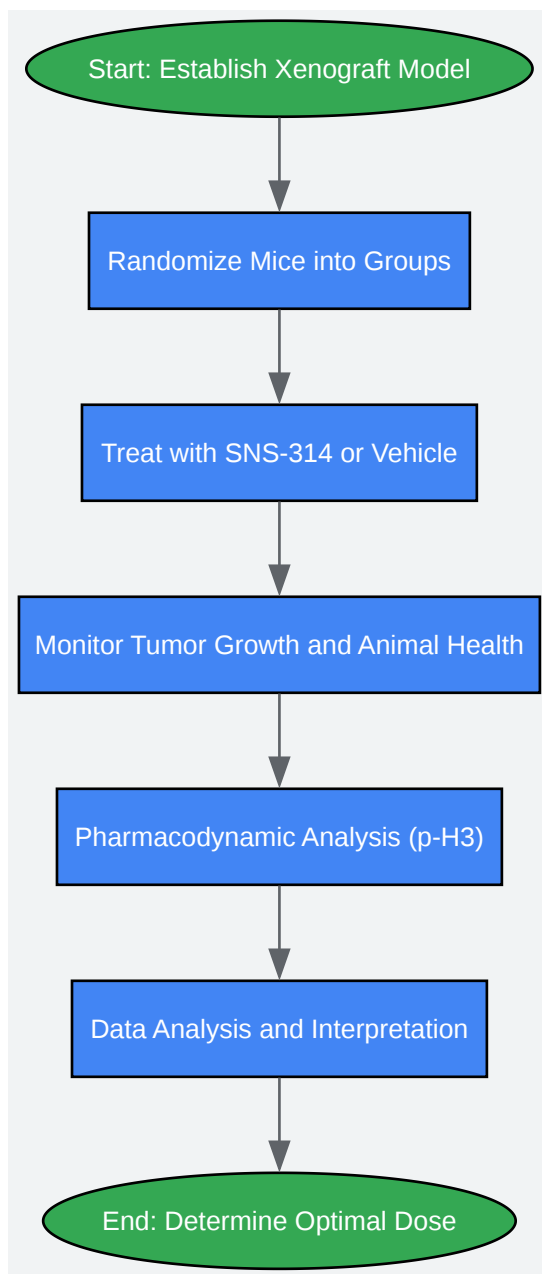 Start: Establish Xenograft Model
Randomize Mice into Groups
Treat with SNS-314 or Vehicle
Monitor Tumor Growth and Animal Health
Pharmacodynamic Analysis (p-H3)
Data Analysis and Interpretation
End: Determine Optimal Dose